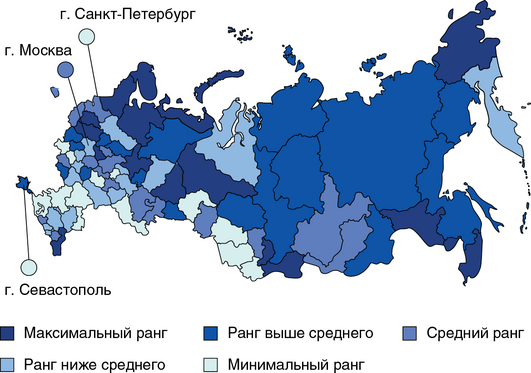 г. Санкт-Петербург
г. Москва
г. Севастополь
Максимальный ранг
Ранг выше среднего
Средний ранг
Ранг ниже среднего
Минимальный ранг